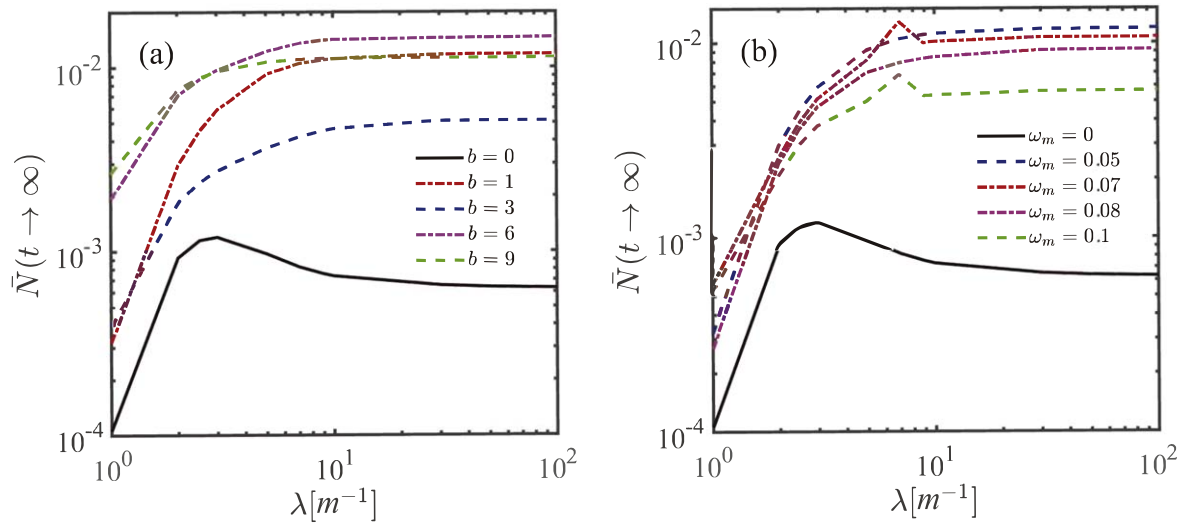 (a)
10^{-2}
10^{-3}
10^{-4}
\bar{N}(t → ∞)
b = 0
b = 1
b = 3
b = 6
b = 9
10^0
10^1
10^2
λ[m^{-1}]
(b)
10^{-2}
10^{-3}
10^{-4}
\bar{N}(t → ∞)
ω_m = 0
ω_m = 0.05
ω_m = 0.07
ω_m = 0.08
ω_m = 0.1
10^0
10^1
10^2
λ[m^{-1}]